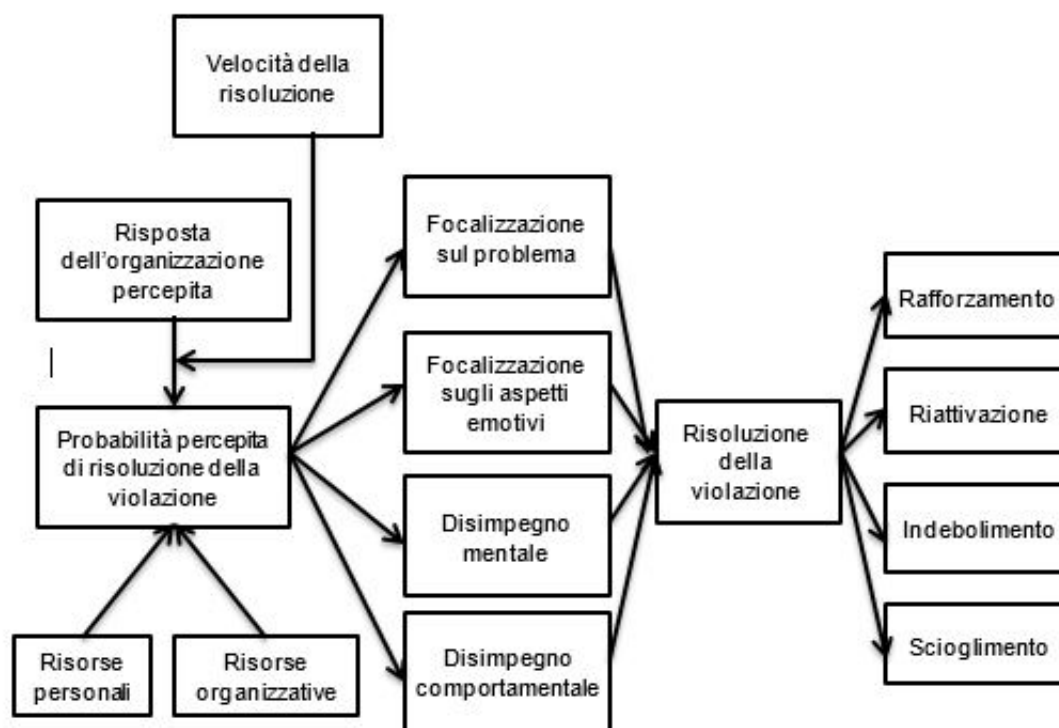 Velocità della
risoluzione
Risposta
dell'organizzazione
percepita
Probabilità percepita
di risoluzione della
violazione
Risorse
personali
Risorse
organizzative
Focalizzazione
sul problema
Focalizzazione
sugli aspetti
emotivi
Disimpegno
mentale
Disimpegno
comportamentale
Risoluzione
della
violazione
Rafforzamento
Riattivazione
Indebolimento
Scioglimento